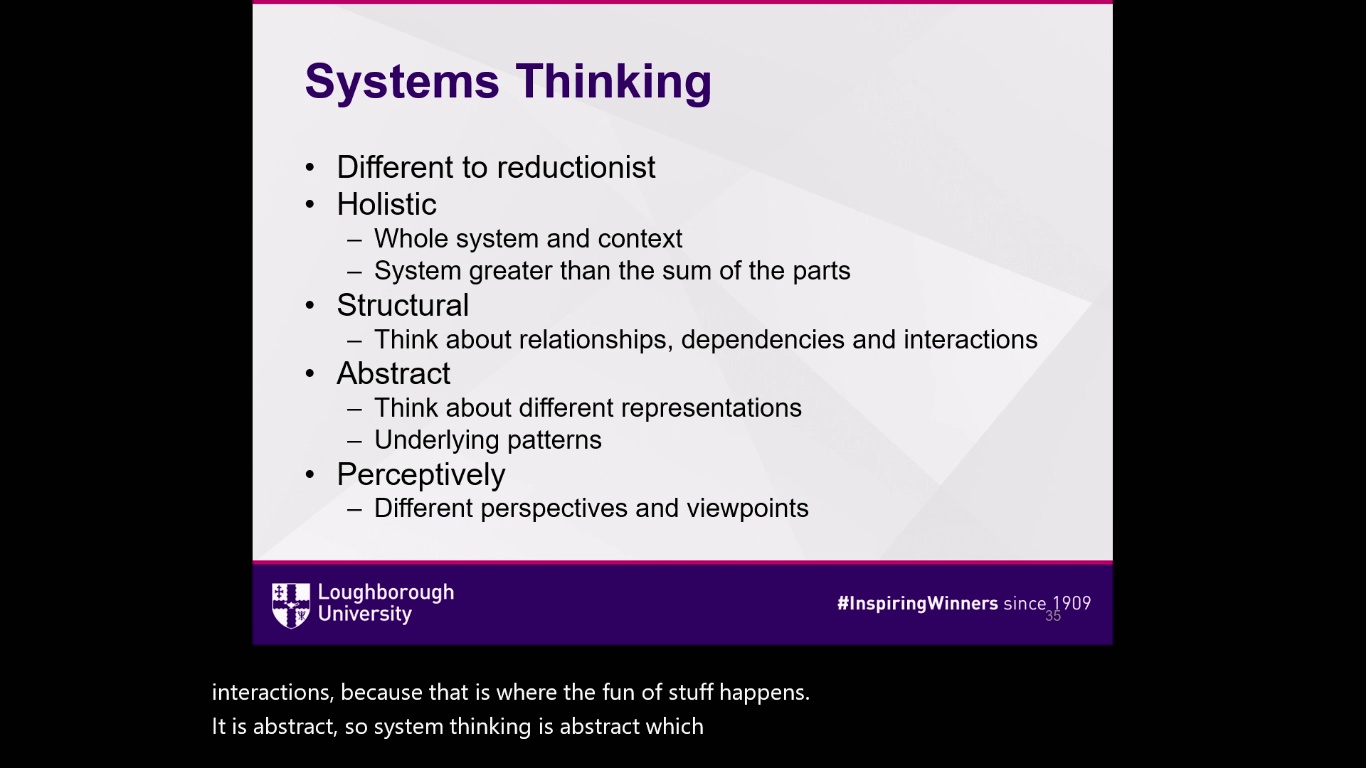 Systems Thinking
• Different to reductionist
• Holistic
– Whole system and context
– System greater than the sum of the parts
• Structural
– Think about relationships, dependencies and interactions
• Abstract
– Think about different representations
– Underlying patterns
• Perceptively
– Different perspectives and viewpoints
Loughborough
University
#InspiringWinners since 1909
35
interactions, because that is where the fun of stuff happens.
It is abstract, so system thinking is abstract which